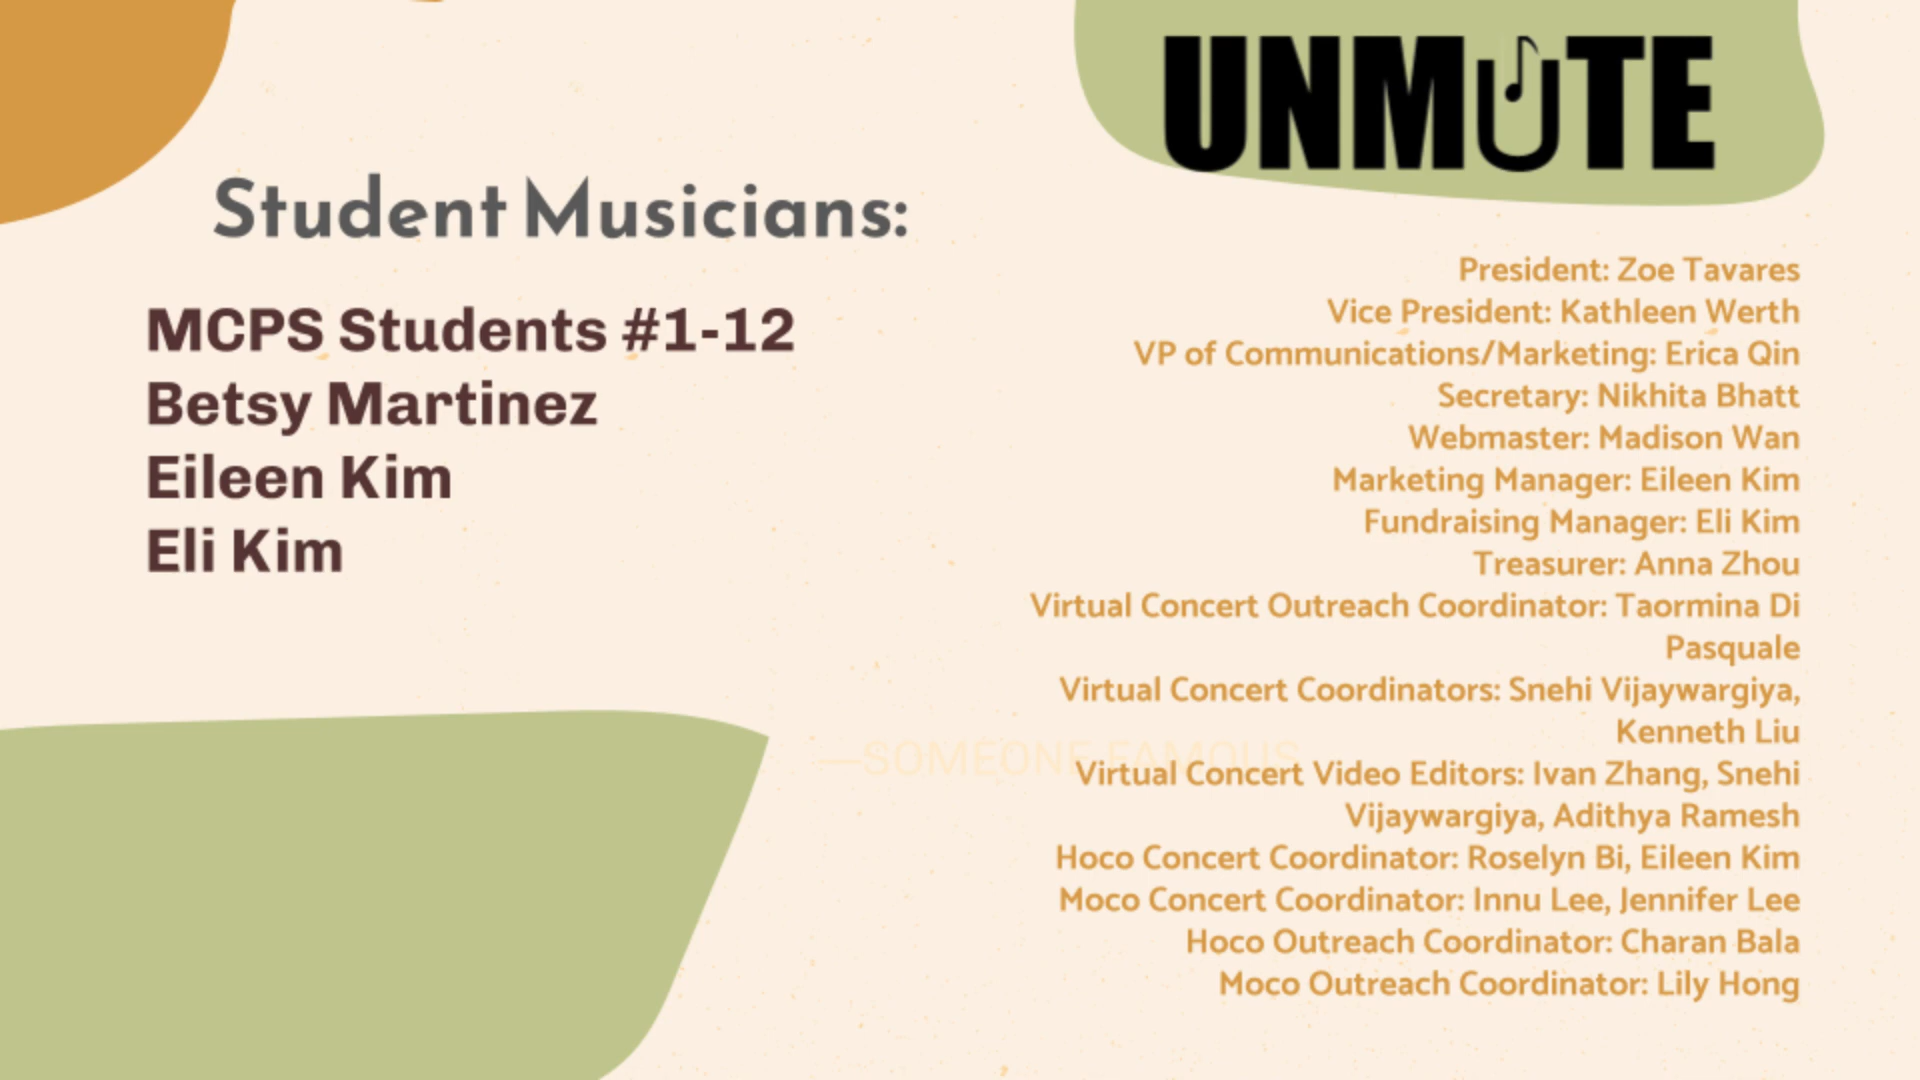 UNMUTE
Student Musicians:
MCPS Students #1-12
Betsy Martinez
Eileen Kim
Eli Kim
President: Zoe Tavares
Vice President: Kathleen Werth
VP of Communications/Marketing: Erica Qin
Secretary: Nikhita Bhatt
Webmaster: Madison Wan
Marketing Manager: Eileen Kim
Fundraising Manager: Eli Kim
Treasurer: Anna Zhou
Virtual Concert Outreach Coordinator: Taormina Di
Pasquale
Virtual Concert Coordinators: Snehi Vijaywargiya,
Kenneth Liu
—SOMEONE FAMOUS
Virtual Concert Video Editors: Ivan Zhang, Snehi
Vijaywargiya, Adithya Ramesh
Hoco Concert Coordinator: Roselyn Bi, Eileen Kim
Moco Concert Coordinator: Innu Lee, Jennifer Lee
Hoco Outreach Coordinator: Charan Bala
Moco Outreach Coordinator: Lily Hong